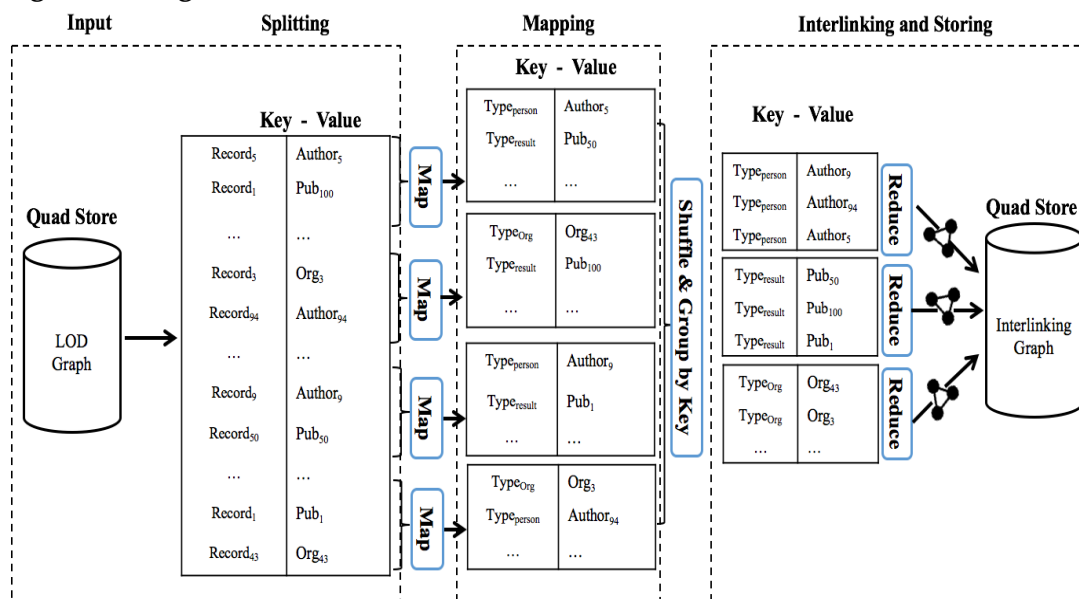 Input
Splitting
Mapping
Interlinking and Storing
Quad Store
LOD
Graph
Key - Value
Record5 Author5
Record1 Pub100
... ...
Record3 Org3
Record94 Author94
... ...
Record9 Author9
Record50 Pub50
... ...
Record1 Pub1
Record43 Org43
Map
Map
Map
Map
Key - Value
Typeperson Author5
Typeresult Pub50
... ...
TypeOrg Org43
Typeresult Pub100
... ...
Typeperson Author9
Typeresult Pub1
... ...
TypeOrg Org3
Typeperson Author94
... ...
Shuffle & Group by Key
Key - Value
Typeperson Author9
Typeperson Author94
Typeperson Author5
Reduce
Typeresult Pub50
Typeresult Pub100
Typeresult Pub1
Reduce
TypeOrg Org43
TypeOrg Org3
... ...
Reduce
Quad Store
Interlinking
Graph